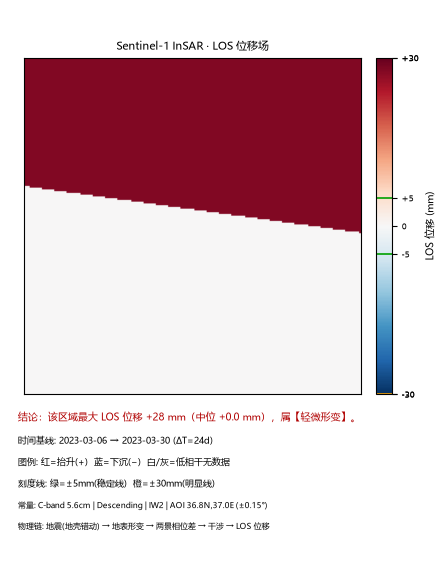 Sentinel-1 InSAR · LOS 位移场
+30
+5
0
-5
-30
LOS 位移 (mm)
结论：该区域最大 LOS 位移 +28 mm（中位 +0.0 mm），属【轻微形变】。
时间基线: 2023-03-06 → 2023-03-30 (ΔT=24d)
图例: 红=抬升(+) 蓝=下沉(−) 白/灰=低相干无数据
刻度线: 绿=±5mm(稳定线) 橙=±30mm(明显线)
常量: C-band 5.6cm | Descending | IW2 | AOI 36.8N,37.0E (±0.15°)
物理链: 地震(地壳错动) → 地表形变 → 两景相位差 → 干涉 → LOS 位移